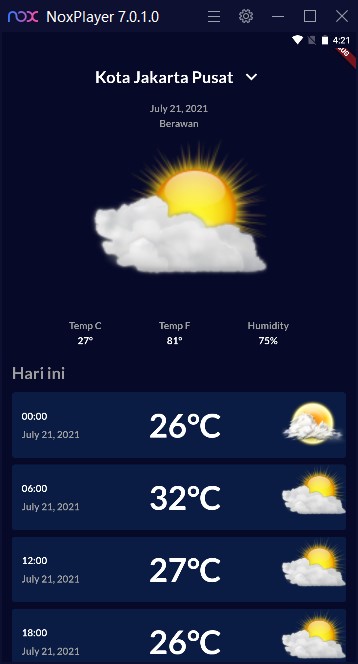 nox NoxPlayer 7.0.1.0
4:21
Kota Jakarta Pusat
July 21, 2021
Berawan
Temp C Temp F Humidity
27° 81° 75%
Hari ini
00:00
July 21, 2021
26°C
06:00
July 21, 2021
32°C
12:00
July 21, 2021
27°C
18:00
July 21, 2021
26°C